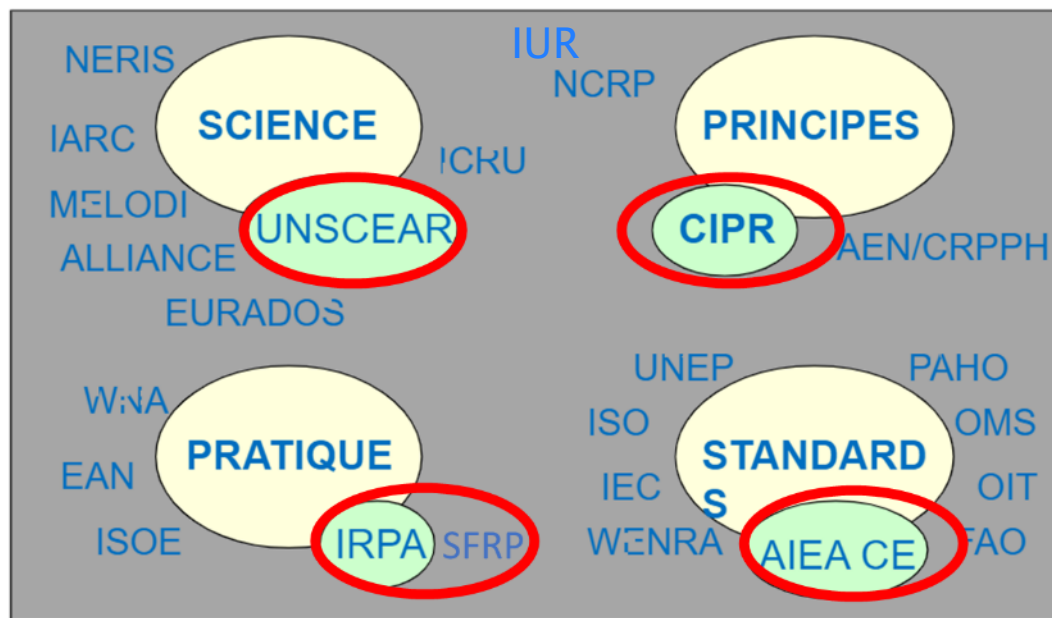 IUR
NERIS
NCRP
SCIENCE
PRINCIPES
IARC
ICRU
MELODI
UNSCEAR
CIPR
ALLIANCE
AEN/CRPPH
EURADOS
UNEP
PAHO
WNA
ISO
OMS
PRATIQUE
STANDARD
S
EAN
IEC
OIT
ISOE
IRPA
SFRP
WENRA
AIEA CE
FAO